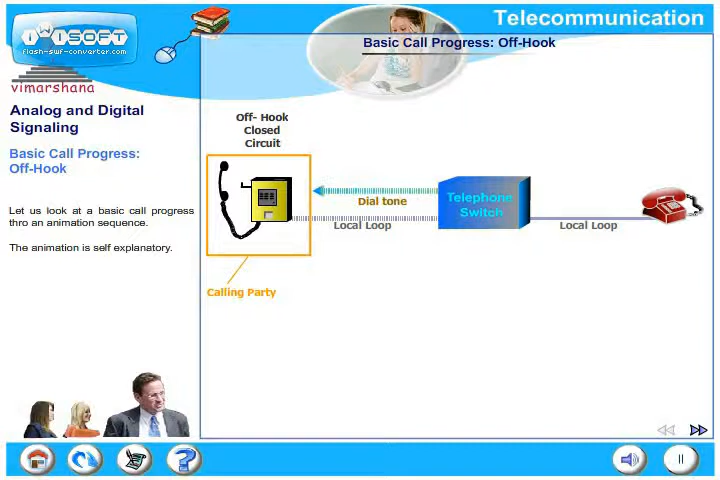 Telecommunication
iwisoft
flash-swf-converter.com
vimarshana
Basic Call Progress: Off-Hook
Analog and Digital
Signaling
Basic Call Progress:
Off-Hook
Let us look at a basic call progress
thro an animation sequence.
The animation is self explanatory.
Off- Hook
Closed
Circuit
Dial tone
Telephone
Switch
Local Loop
Local Loop
Calling Party